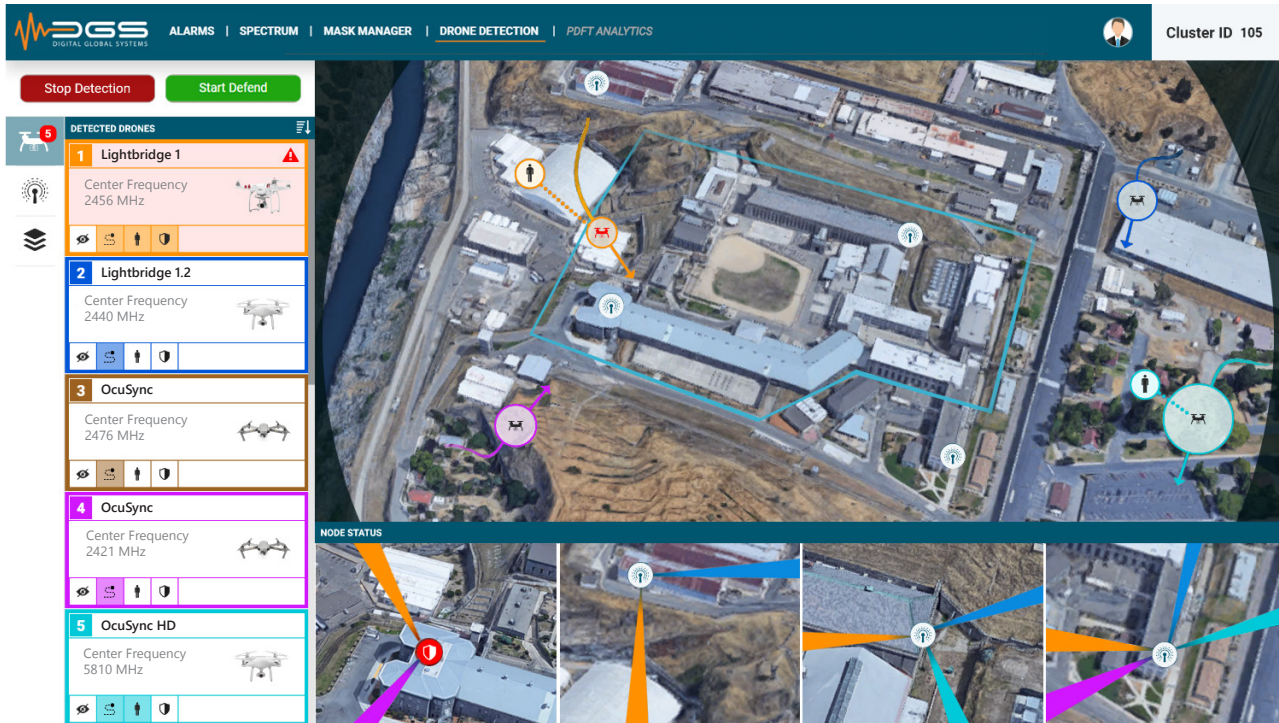 DGS
DIGITAL GLOBAL SYSTEMS
ALARMS | SPECTRUM | MASK MANAGER | DRONE DETECTION | PDFT ANALYTICS
Cluster ID 105
Stop Detection
Start Defend
5
DETECTED DRONES
1 Lightbridge 1
Center Frequency
2456 MHz
2 Lightbridge 1.2
Center Frequency
2440 MHz
3 OcuSync
Center Frequency
2476 MHz
4 OcuSync
Center Frequency
2421 MHz
5 OcuSync HD
Center Frequency
5810 MHz
NODE STATUS